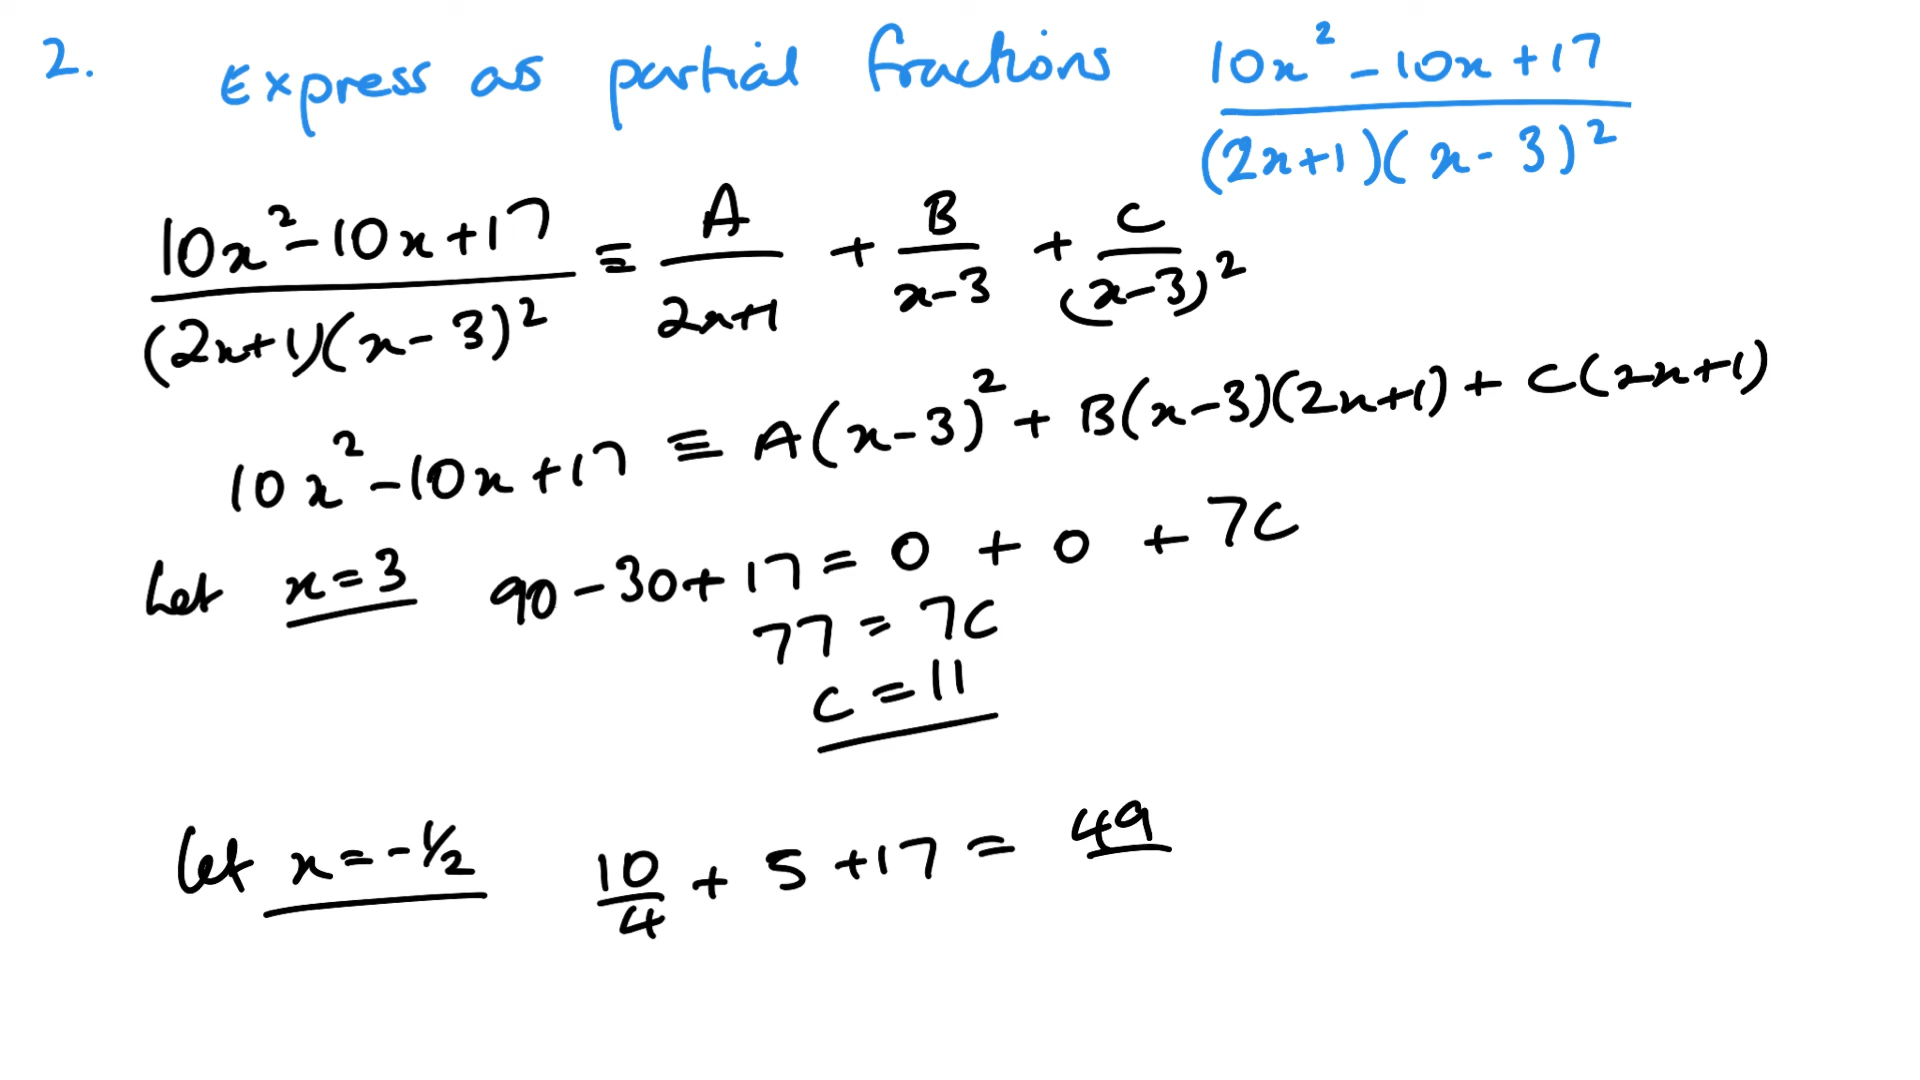 2. Express as partial fractions (10x² - 10x + 17)/((2x+1)(x-3)²)
(10x² - 10x + 17)/((2x+1)(x-3)²) ≡ A/(2x+1) + B/(x-3) + C/(x-3)²
10x² - 10x + 17 ≡ A(x-3)² + B(x-3)(2x+1) + C(2x+1)
Let x=3 90 - 30 + 17 = 0 + 0 + 7C
77 = 7C
C = 11
Let x = -1/2 10/4 + 5 + 17 = 49